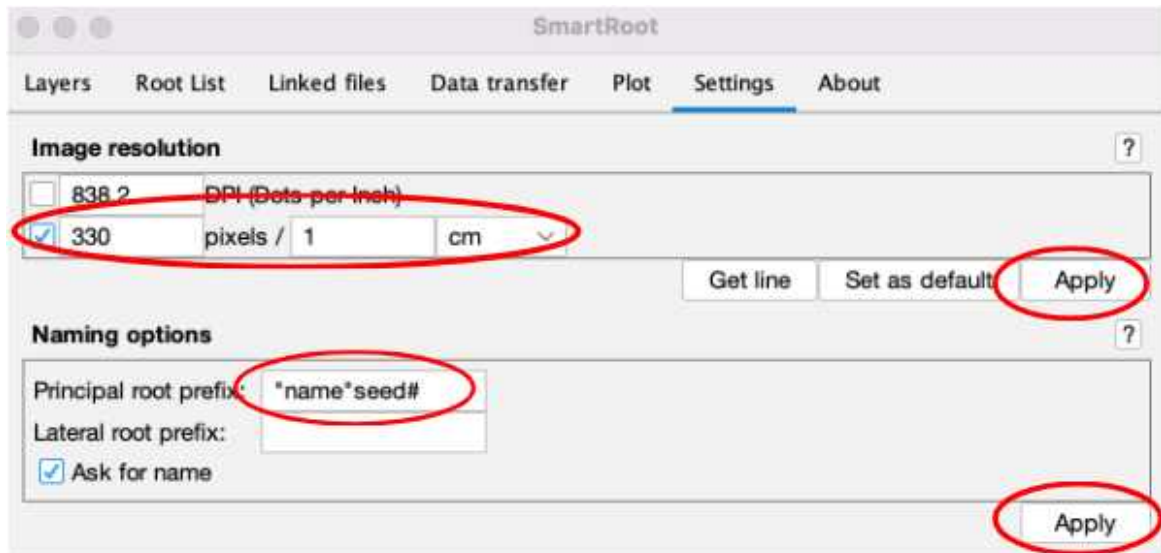 SmartRoot
Layers Root List Linked files Data transfer Plot Settings About
Image resolution ?
838.2 DPI (Dots per Inch)
330 pixels / 1 cm
Get line Set as default Apply
Naming options ?
Principal root prefix: "name"seed#
Lateral root prefix:
Ask for name
Apply